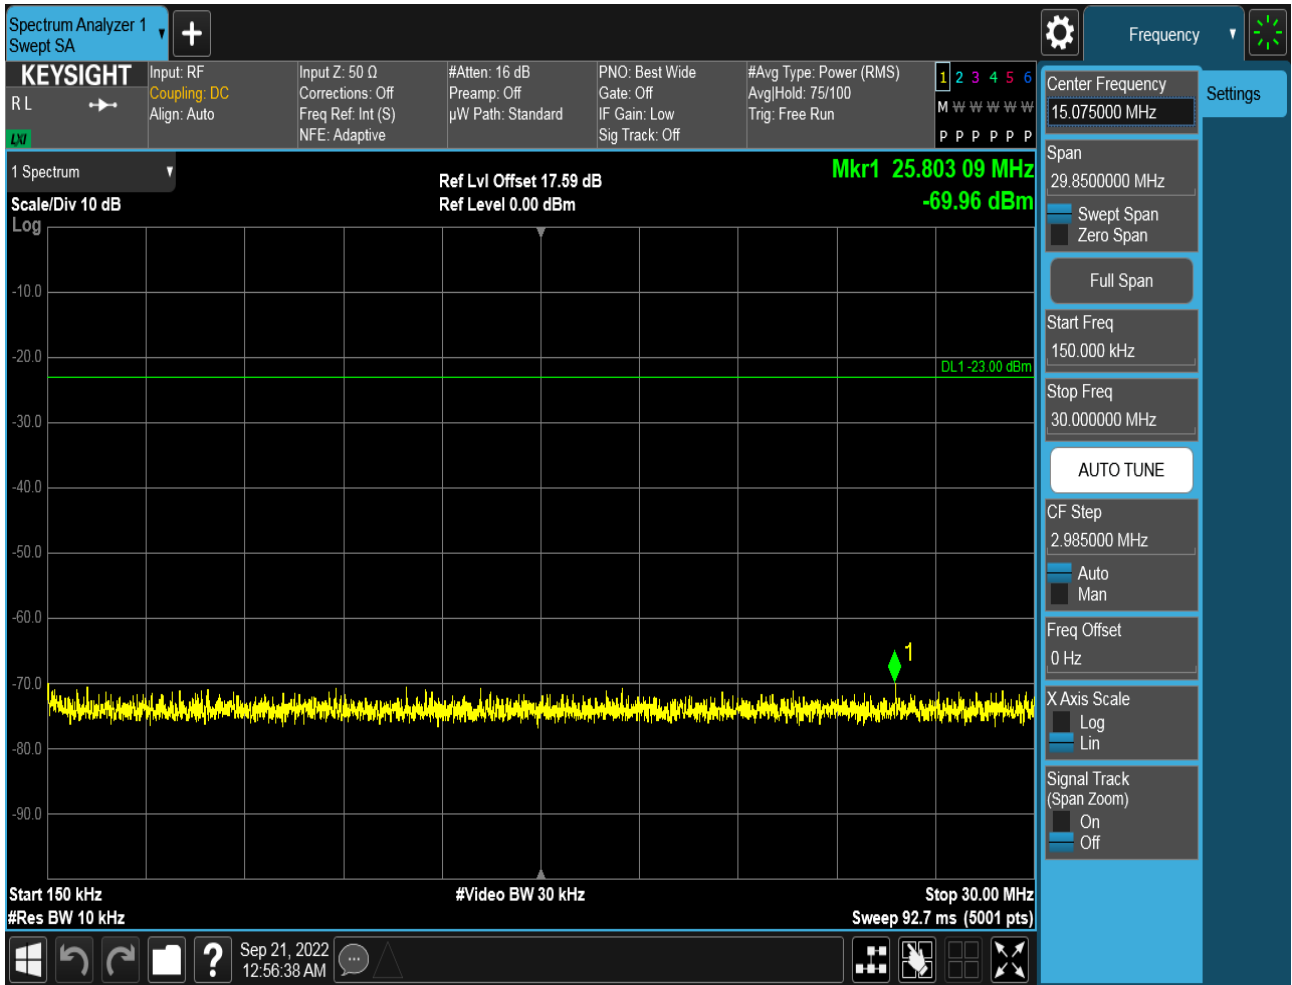 Spectrum Analyzer 1
Swept SA
+
Frequency
KEYSIGHT
R L
LXI
Input: RF
Coupling: DC
Align: Auto
Input Z: 50 Ω
Corrections: Off
Freq Ref: Int (S)
NFE: Adaptive
#Atten: 16 dB
Preamp: Off
µW Path: Standard
PNO: Best Wide
Gate: Off
IF Gain: Low
Sig Track: Off
#Avg Type: Power (RMS)
Avg|Hold: 75/100
Trig: Free Run
1 2 3 4 5 6
M W W W W W
P P P P P P
1 Spectrum
Scale/Div 10 dB
Log
Ref Lvl Offset 17.59 dB
Ref Level 0.00 dBm
Mkr1 25.803 09 MHz
-69.96 dBm
-10.0
-20.0
DL1 -23.00 dBm
-30.0
-40.0
-50.0
-60.0
1
-70.0
-80.0
-90.0
Start 150 kHz
#Video BW 30 kHz
Stop 30.00 MHz
#Res BW 10 kHz
Sweep 92.7 ms (5001 pts)
Center Frequency
15.075000 MHz
Settings
Span
29.8500000 MHz
Swept Span
Zero Span
Full Span
Start Freq
150.000 kHz
Stop Freq
30.000000 MHz
AUTO TUNE
CF Step
2.985000 MHz
Auto
Man
Freq Offset
0 Hz
X Axis Scale
Log
Lin
Signal Track
(Span Zoom)
On
Off
?
Sep 21, 2022
12:56:38 AM